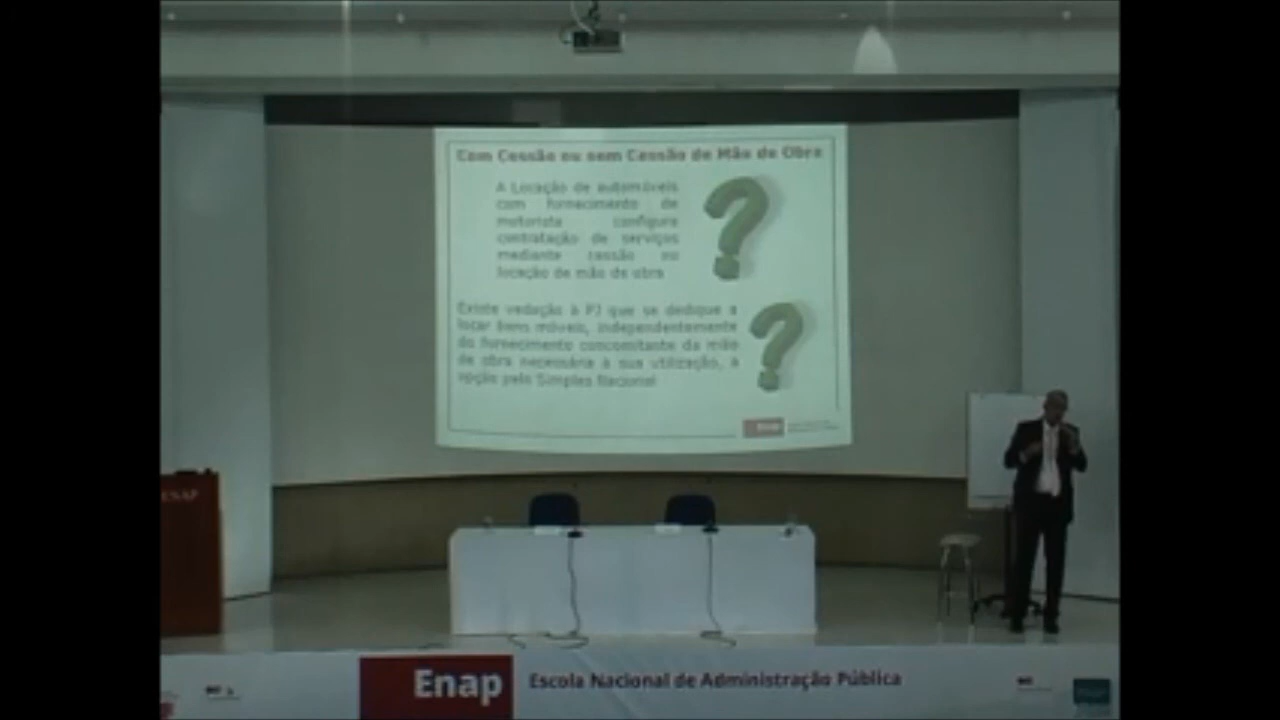 Com Cessão ou sem Cessão de Mão de Obra
A Locação de automóveis
com fornecimento de
motorista configura
contratação de serviços
mediante cessão ou
locação de mão de obra
Existe vedação à PJ que se dedique a
locar bens móveis, independentemente
do fornecimento concomitante da mão
de obra necessária à sua utilização, a
opção pelo Simples Nacional
Enap
ENAP
Enap
Escola Nacional de Administração Pública